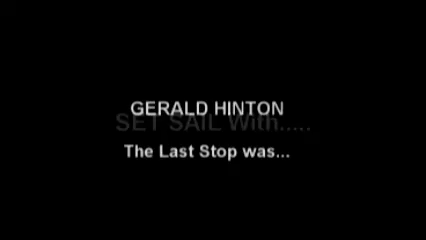 GERALD HINTON
SET SAIL With.....
The Last Stop was...